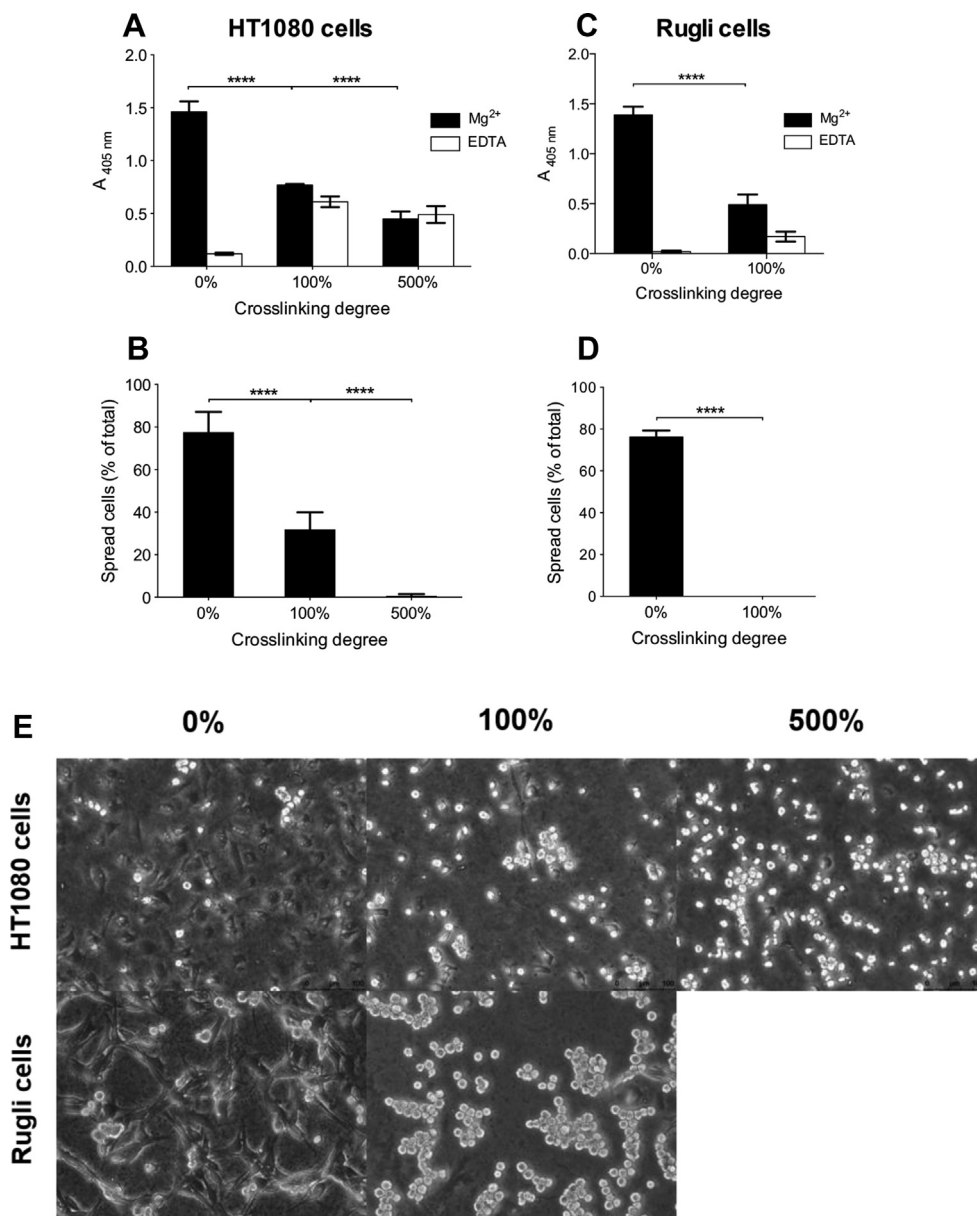 A
HT1080 cells
2.0
1.5
1.0
0.5
0.0
A 405 nm
****
****
Mg2+
EDTA
0%
100%
500%
Crosslinking degree
C
Rugli cells
2.0
1.5
1.0
0.5
0.0
A 405 nm
****
Mg2+
EDTA
0%
100%
Crosslinking degree
B
100
80
60
40
20
0
Spread cells (% of total)
****
****
0%
100%
500%
Crosslinking degree
D
100
80
60
40
20
0
Spread cells (% of total)
****
0%
100%
Crosslinking degree
E
0%
100%
500%
HT1080 cells
Rugli cells